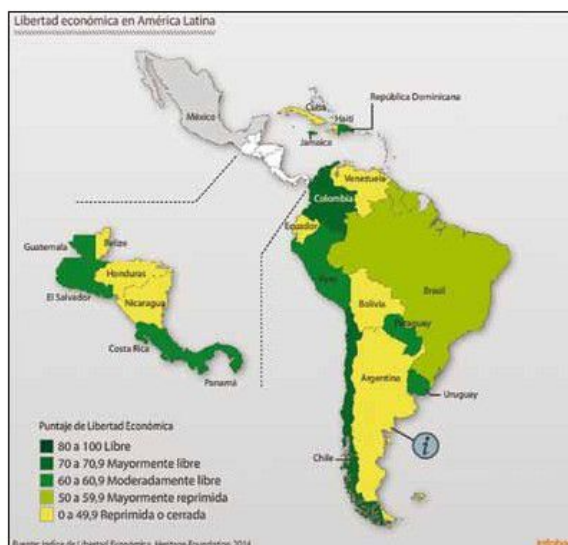 Libertad económica en América Latina
República Dominicana
Cuba
Haití
México
Jamaica
Venezuela
Colombia
Ecuador
Guatemala
Belize
Honduras
Perú
Brasil
El Salvador
Nicaragua
Bolivia
Paraguay
Costa Rica
Panamá
Argentina
Uruguay
i
Chile
Puntaje de Libertad Económica
80 a 100 Libre
70 a 70,9 Mayormente libre
60 a 60,9 Moderadamente libre
50 a 59,9 Mayormente reprimida
0 a 49,9 Reprimida o cerrada
Fuente: Indice de Libertad Económica, Heritage Foundation 2014
infobae